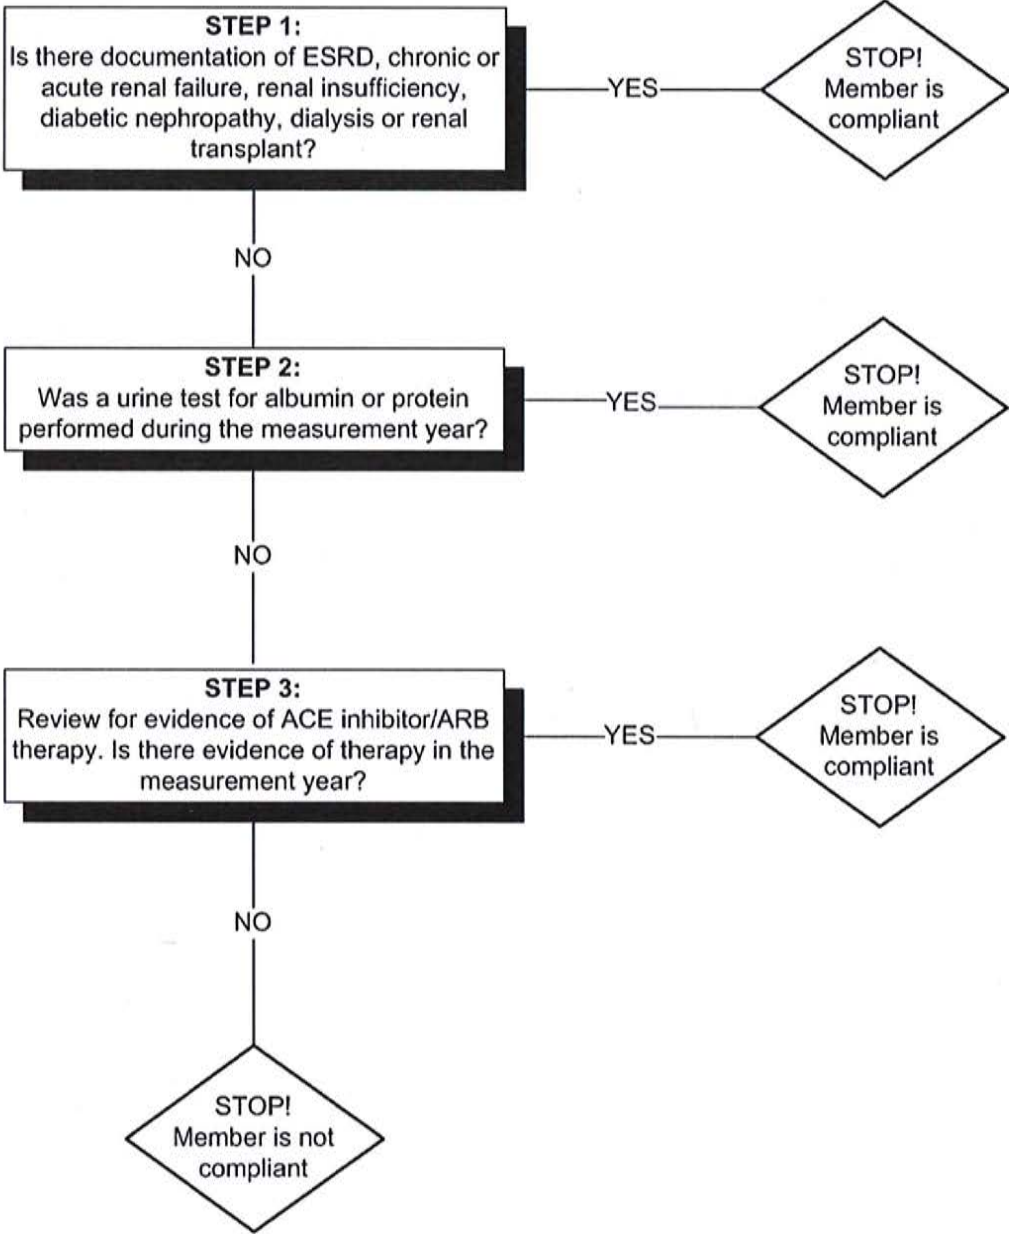 STEP 1:
Is there documentation of ESRD, chronic or
acute renal failure, renal insufficiency,
diabetic nephropathy, dialysis or renal
transplant?
YES
STOP!
Member is
compliant
NO
STEP 2:
Was a urine test for albumin or protein
performed during the measurement year?
YES
STOP!
Member is
compliant
NO
STEP 3:
Review for evidence of ACE inhibitor/ARB
therapy. Is there evidence of therapy in the
measurement year?
YES
STOP!
Member is
compliant
NO
STOP!
Member is not
compliant